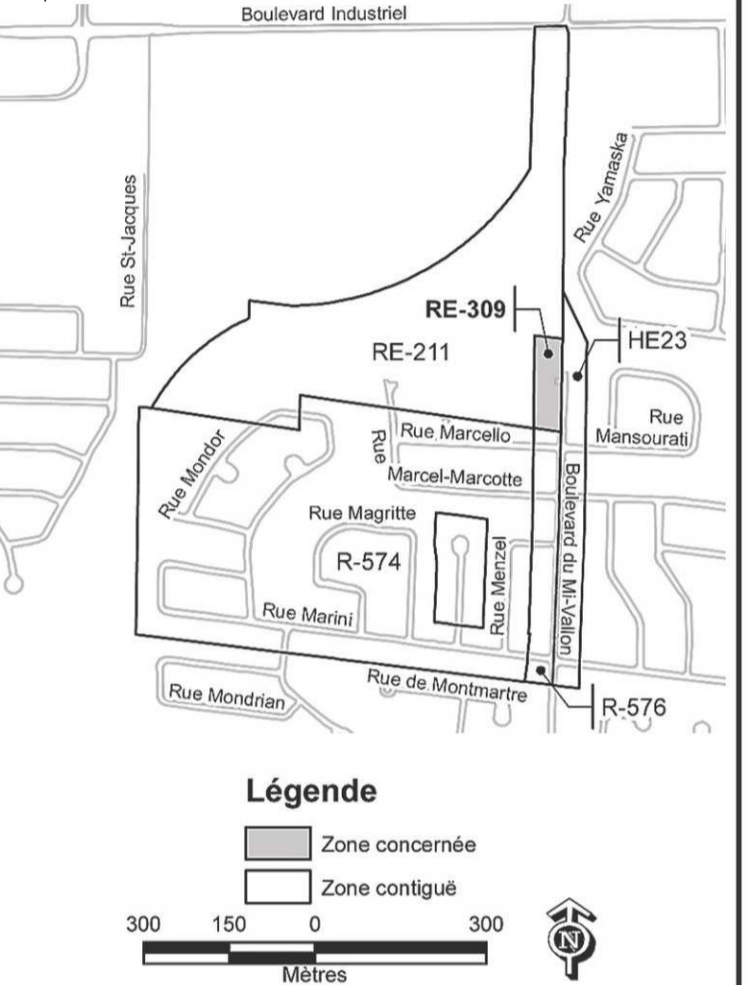 Boulevard Industriel
Rue St-Jacques
Rue Yamaska
RE-309
RE-211
HE23
Rue
Mansourati
Rue Marcello
Rue
Marcel-Marcotte
Rue Mondor
Rue Magritte
R-574
Rue Menzel
Boulevard du Mi-Vallon
Rue Marini
Rue de Montmartre
Rue Mondrian
R-576
Légende
Zone concernée
Zone contiguë
300 150 0 300
Mètres
N